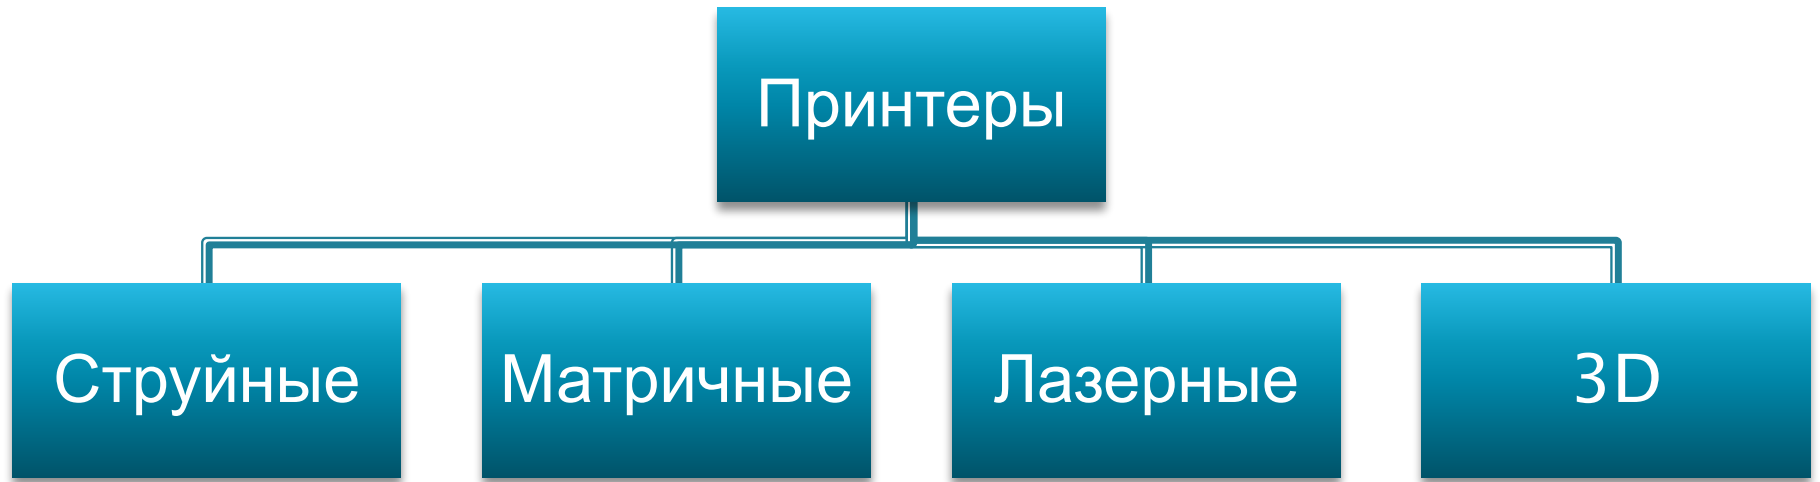 Принтеры
Струйные
Матричные
Лазерные
3D